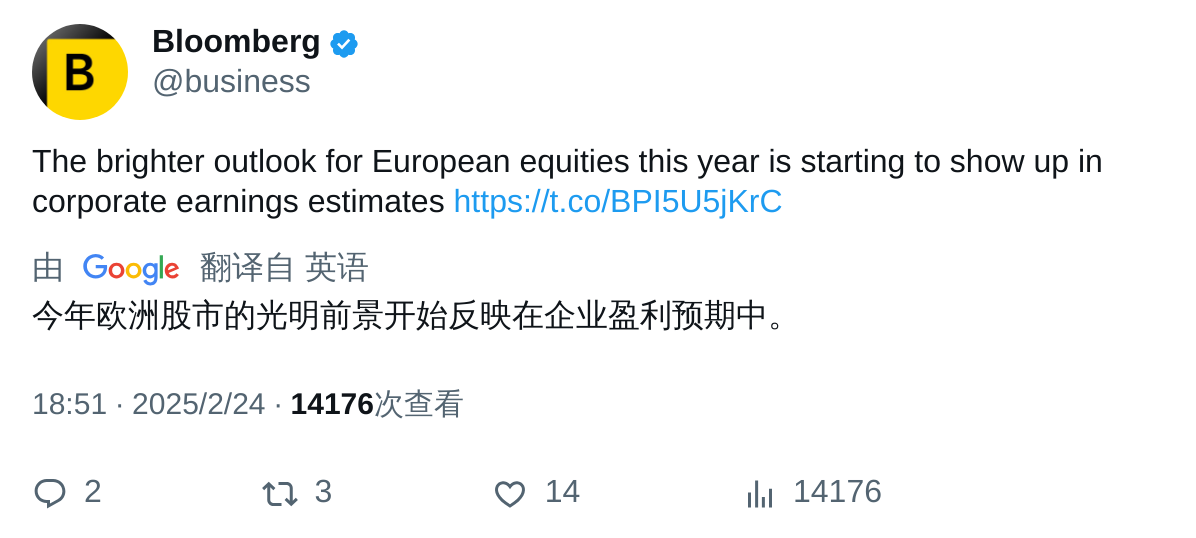 B
Bloomberg
@business
The brighter outlook for European equities this year is starting to show up in
corporate earnings estimates https://t.co/BPI5U5jKrC
由 Google 翻译自 英语
今年欧洲股市的光明前景开始反映在企业盈利预期中。
18:51 · 2025/2/24 · 14176次查看
2 3 14 14176